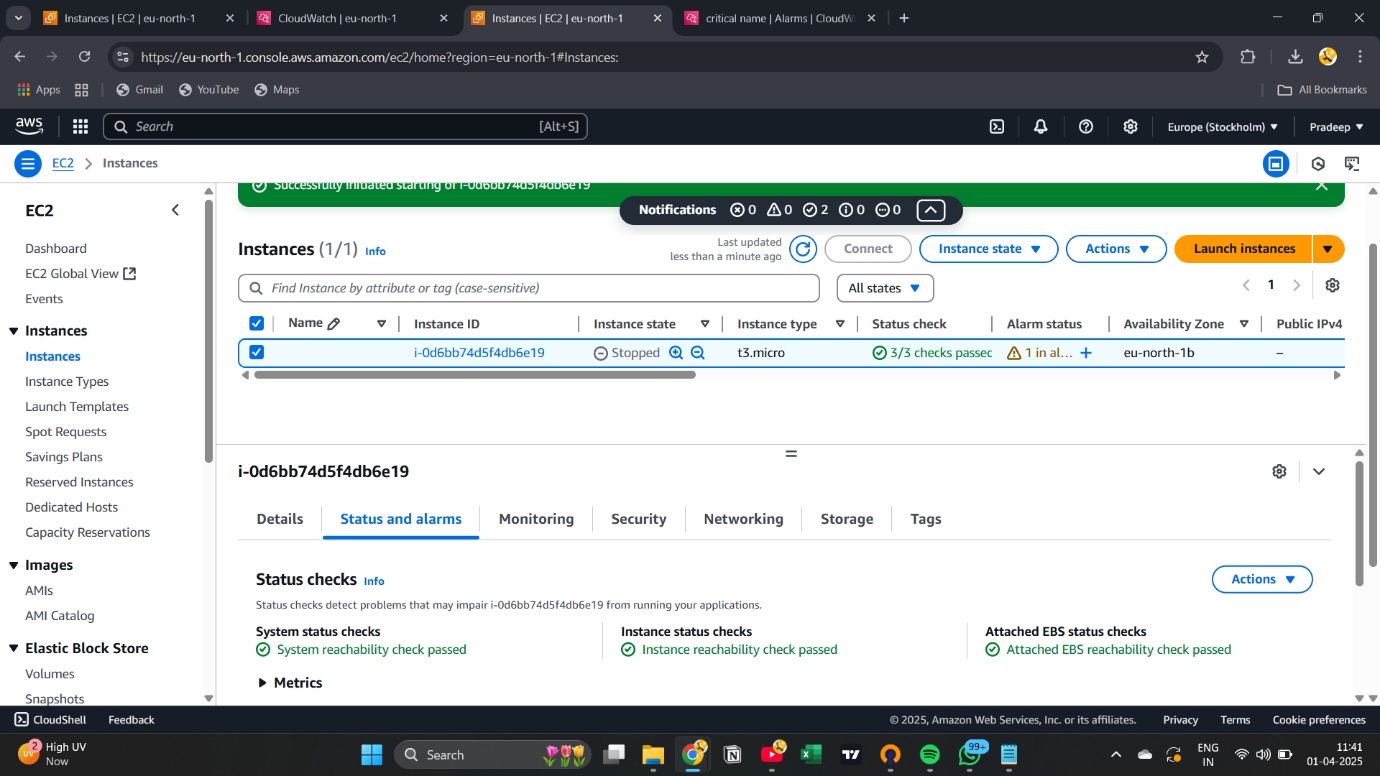 Instances | EC2 | eu-north-1
CloudWatch | eu-north-1
Instances | EC2 | eu-north-1
critical name | Alarms | CloudW
https://eu-north-1.console.aws.amazon.com/ec2/home?region=eu-north-1#Instances:
Apps
Gmail
YouTube
Maps
All Bookmarks
aws
Search
[Alt+S]
Europe (Stockholm)
Pradeep
EC2
Instances
Successfully initiated starting of i-0d6bb74d5f4db6e19
Notifications 0 0 2 0 0
EC2
Dashboard
EC2 Global View
Events
Instances
Instances
Instance Types
Launch Templates
Spot Requests
Savings Plans
Reserved Instances
Dedicated Hosts
Capacity Reservations
Images
AMIs
AMI Catalog
Elastic Block Store
Volumes
Snapshots
Instances (1/1) Info
Last updated
less than a minute ago
Connect
Instance state
Actions
Launch instances
Find Instance by attribute or tag (case-sensitive)
All states
1
Name
Instance ID
Instance state
Instance type
Status check
Alarm status
Availability Zone
Public IPv4
i-0d6bb74d5f4db6e19
Stopped
t3.micro
3/3 checks passed
1 in al...
eu-north-1b
–
i-0d6bb74d5f4db6e19
Details
Status and alarms
Monitoring
Security
Networking
Storage
Tags
Status checks Info
Actions
Status checks detect problems that may impair i-0d6bb74d5f4db6e19 from running your applications.
System status checks
System reachability check passed
Instance status checks
Instance reachability check passed
Attached EBS status checks
Attached EBS reachability check passed
Metrics
CloudShell
Feedback
© 2025, Amazon Web Services, Inc. or its affiliates.
Privacy
Terms
Cookie preferences
2
High UV
Now
Search
99+
ENG
IN
11:41
01-04-2025